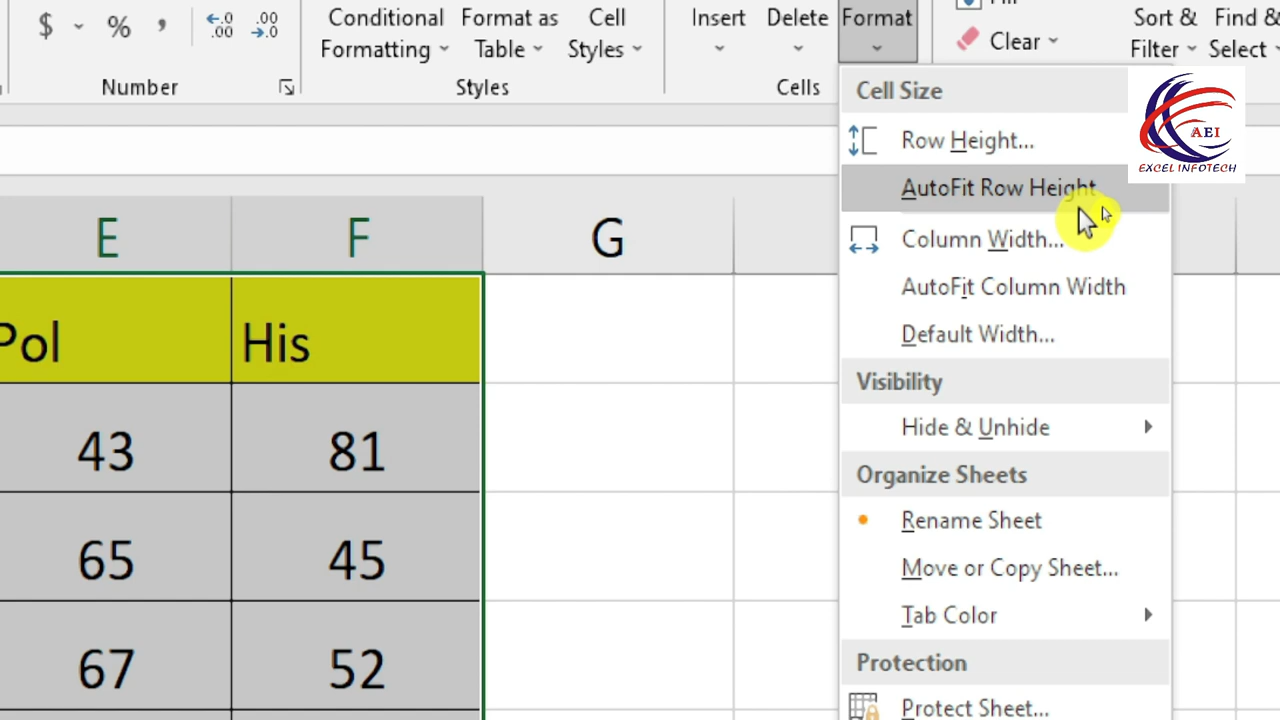 $ % , ←.0 .00 .00 →.0
Conditional Formatting
Format as Table
Cell Styles
Insert
Delete
Format
Clear
Sort & Filter
Find & Select
Number
Styles
Cells
Cell Size
Row Height...
AutoFit Row Height
Column Width...
AutoFit Column Width
Default Width...
Visibility
Hide & Unhide
Organize Sheets
Rename Sheet
Move or Copy Sheet...
Tab Color
Protection
Protect Sheet...
AEI
EXCEL INFOTECH
E F G
Pol His
43 81
65 45
67 52